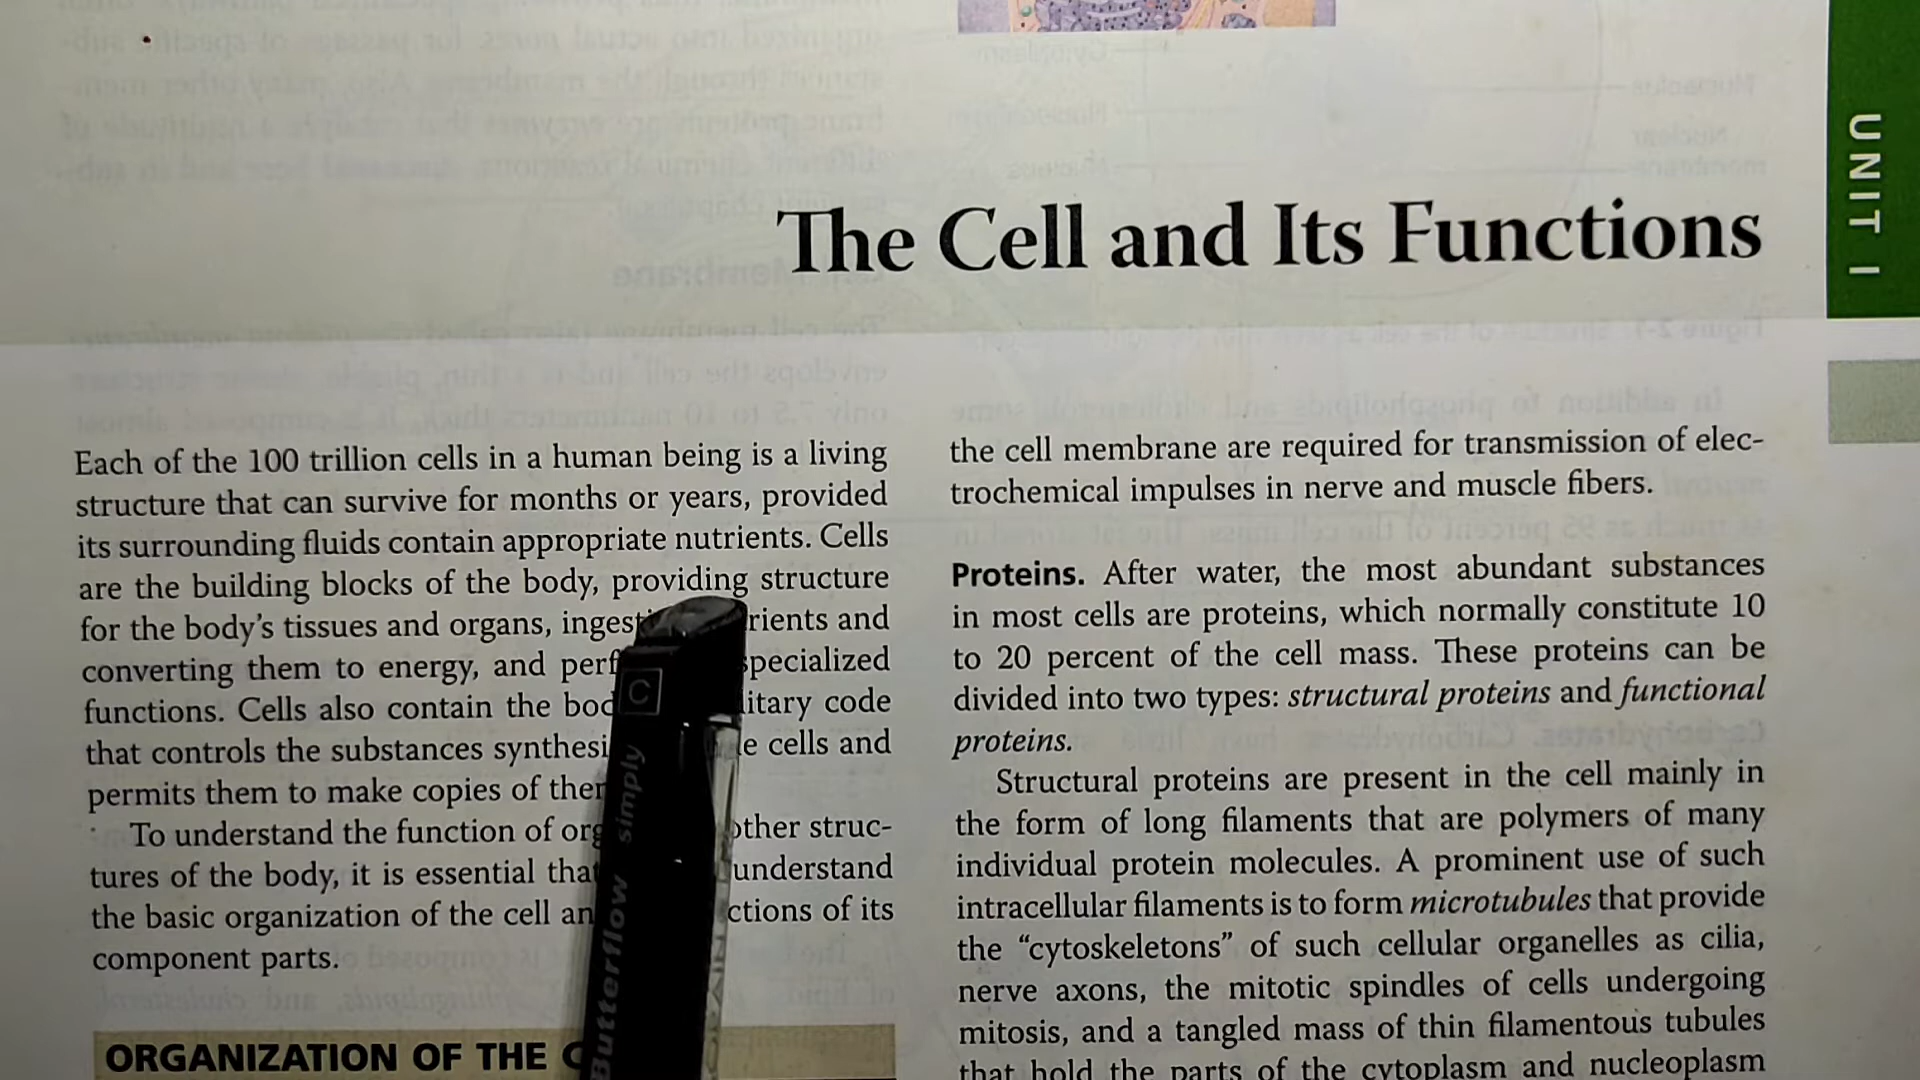 UNIT I
The Cell and Its Functions
Each of the 100 trillion cells in a human being is a living
structure that can survive for months or years, provided
its surrounding fluids contain appropriate nutrients. Cells
are the building blocks of the body, providing structure
for the body's tissues and organs, ingest rients and
converting them to energy, and perf pecialized
functions. Cells also contain the bod itary code
that controls the substances synthesi e cells and
permits them to make copies of
To understand the function of org other struc-
tures of the body, it is essential that understand
the basic organization of the cell an ctions of its
component parts.
ORGANIZATION OF THE C
the cell membrane are required for transmission of elec-
trochemical impulses in nerve and muscle fibers.
Proteins. After water, the most abundant substances
in most cells are proteins, which normally constitute 10
to 20 percent of the cell mass. These proteins can be
divided into two types: structural proteins and functional
proteins.
Structural proteins are present in the cell mainly in
the form of long filaments that are polymers of many
individual protein molecules. A prominent use of such
intracellular filaments is to form microtubules that provide
the “cytoskeletons” of such cellular organelles as cilia,
nerve axons, the mitotic spindles of cells undergoing
mitosis, and a tangled mass of thin filamentous tubules
that hold the parts of the cytoplasm and nucleoplasm
C
Butterflow simply